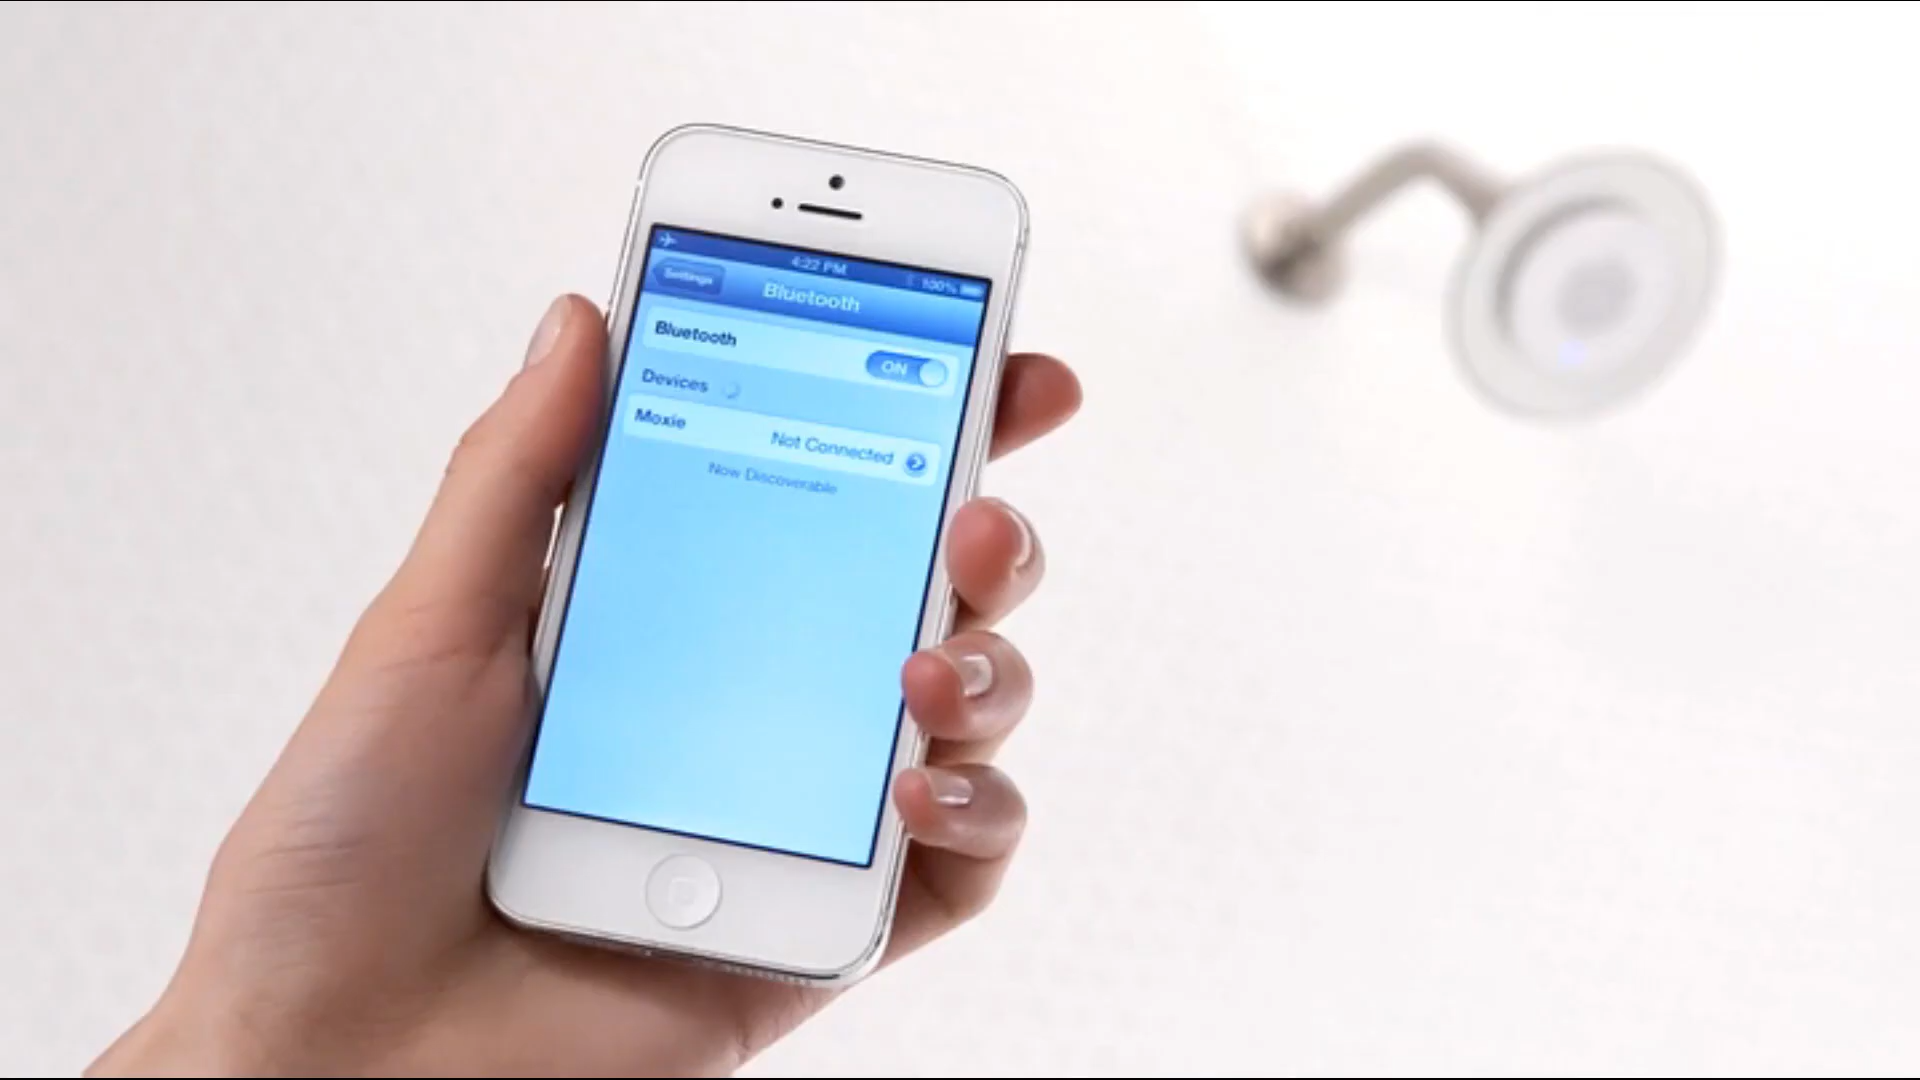 4:22 PM
100%
Settings
Bluetooth
Bluetooth
ON
Devices
Moxie
Not Connected
Now Discoverable